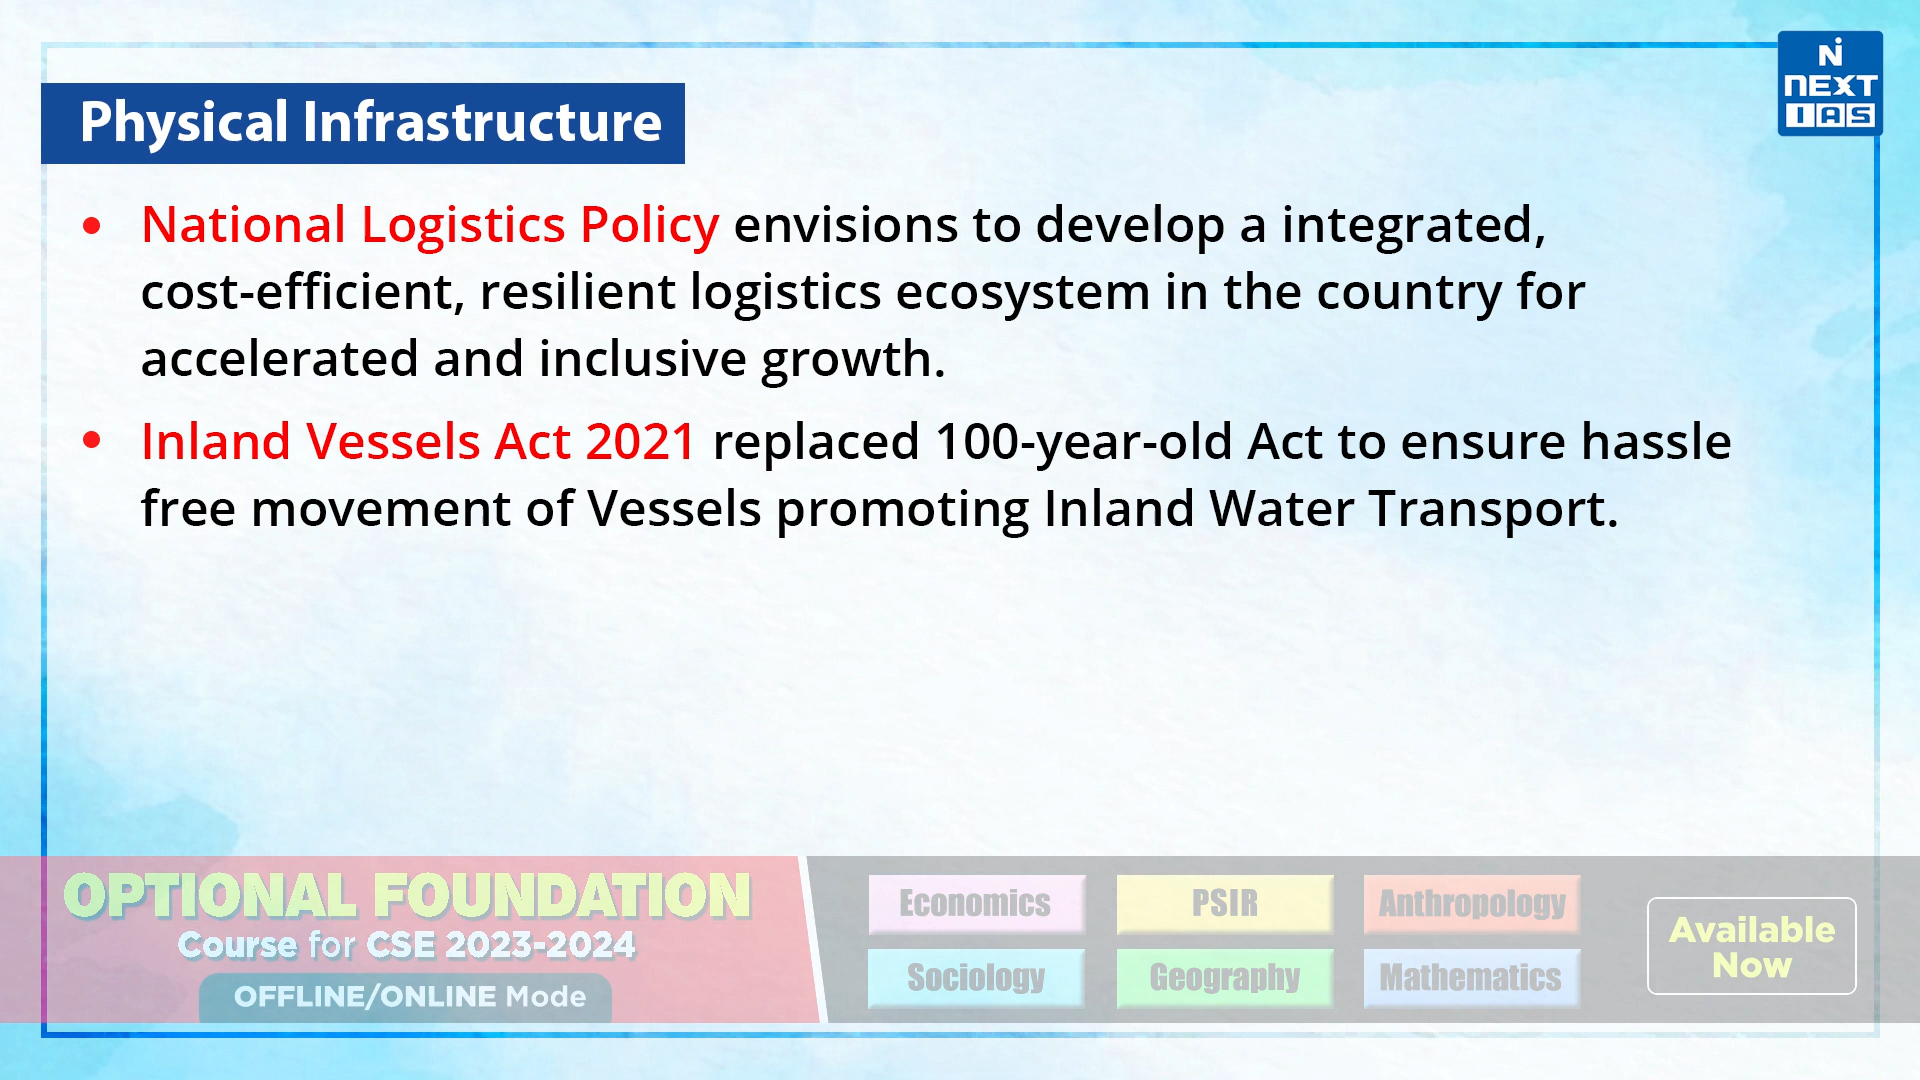 N
NEXT
IAS
Physical Infrastructure
• National Logistics Policy envisions to develop a integrated,
cost-efficient, resilient logistics ecosystem in the country for
accelerated and inclusive growth.
• Inland Vessels Act 2021 replaced 100-year-old Act to ensure hassle
free movement of Vessels promoting Inland Water Transport.
OPTIONAL FOUNDATION
Course for CSE 2023-2024
OFFLINE/ONLINE Mode
Economics PSIR Anthropology
Sociology Geography Mathematics
Available
Now